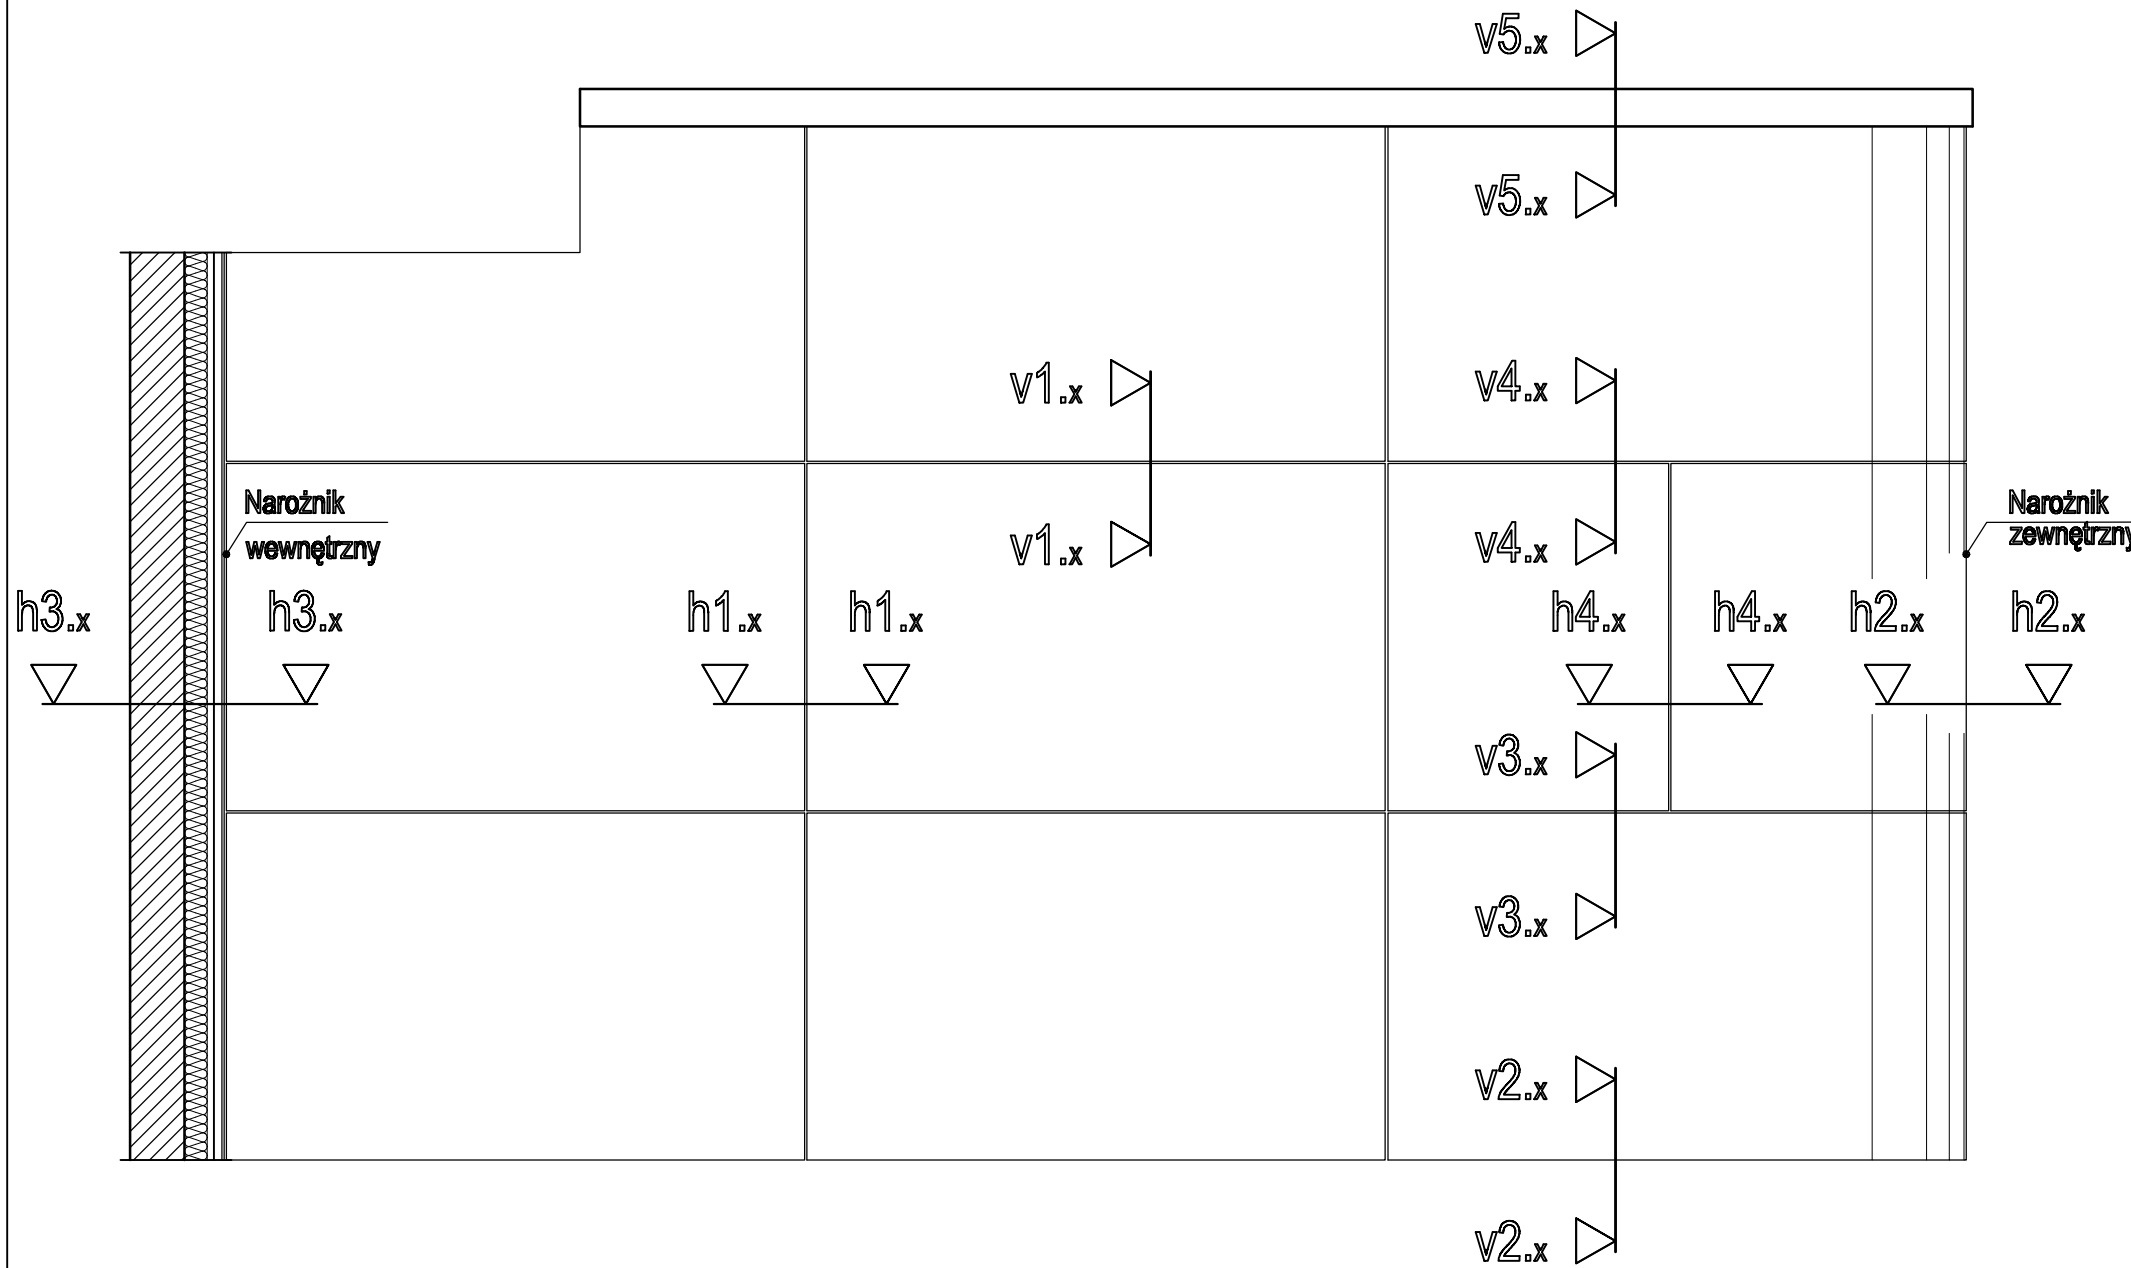 v5.x
v5.x
v1.x
v4.x
Narożnik
wewnętrzny
Narożnik
zewnętrzny
v1.x
v4.x
h3.x
h3.x
h1.x
h1.x
h4.x
h4.x
h2.x
h2.x
v3.x
v3.x
v2.x
v2.x